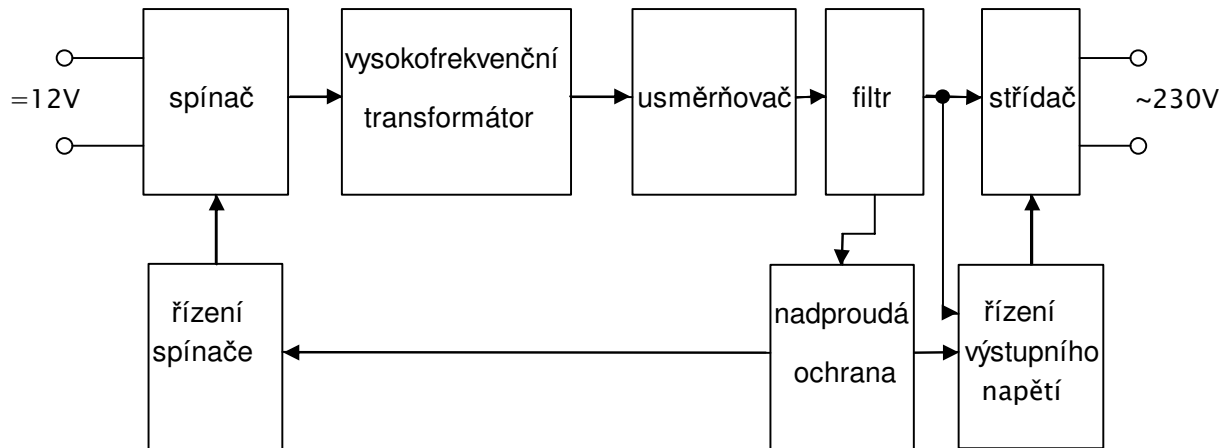 =12V
spínač
vysokofrekvenční
transformátor
usměrňovač
filtr
střídač
~230V
řízení
spínače
nadproudá
ochrana
řízení
výstupního
napětí